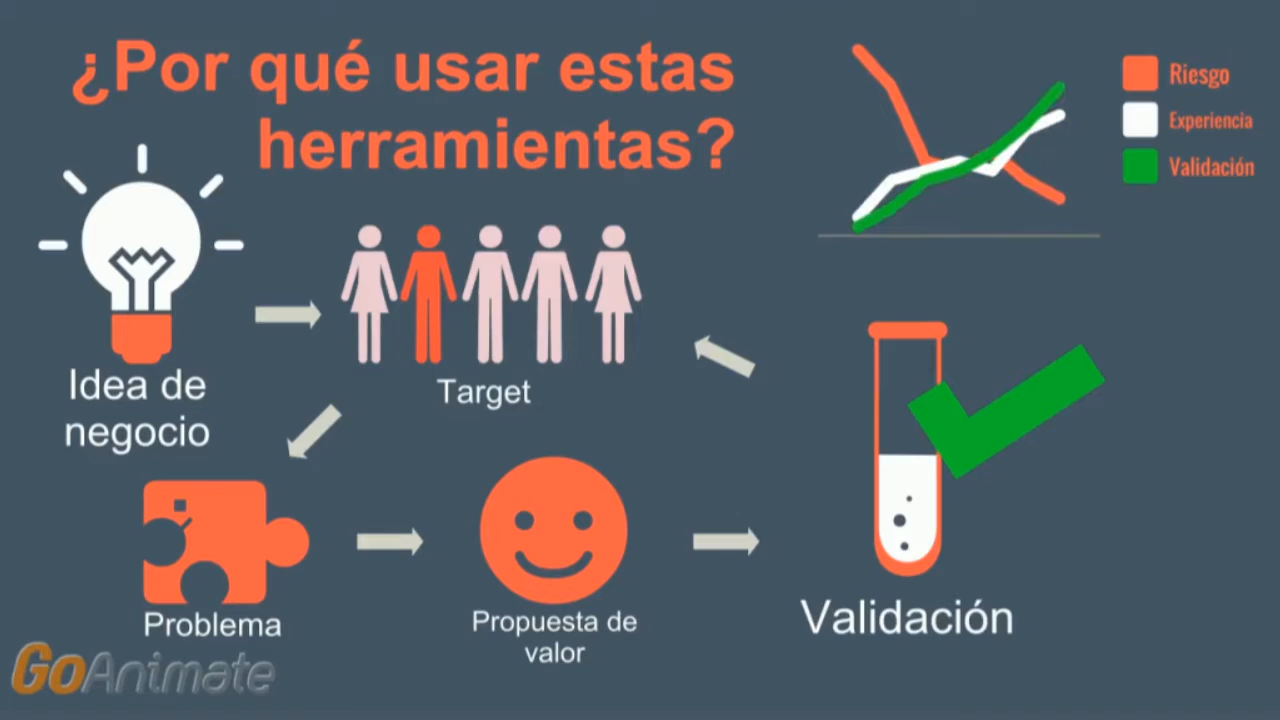 ¿Por qué usar estas
herramientas?
Riesgo
Experiencia
Validación
Idea de
negocio
Target
Problema
Propuesta de
valor
Validación
GoAnimate